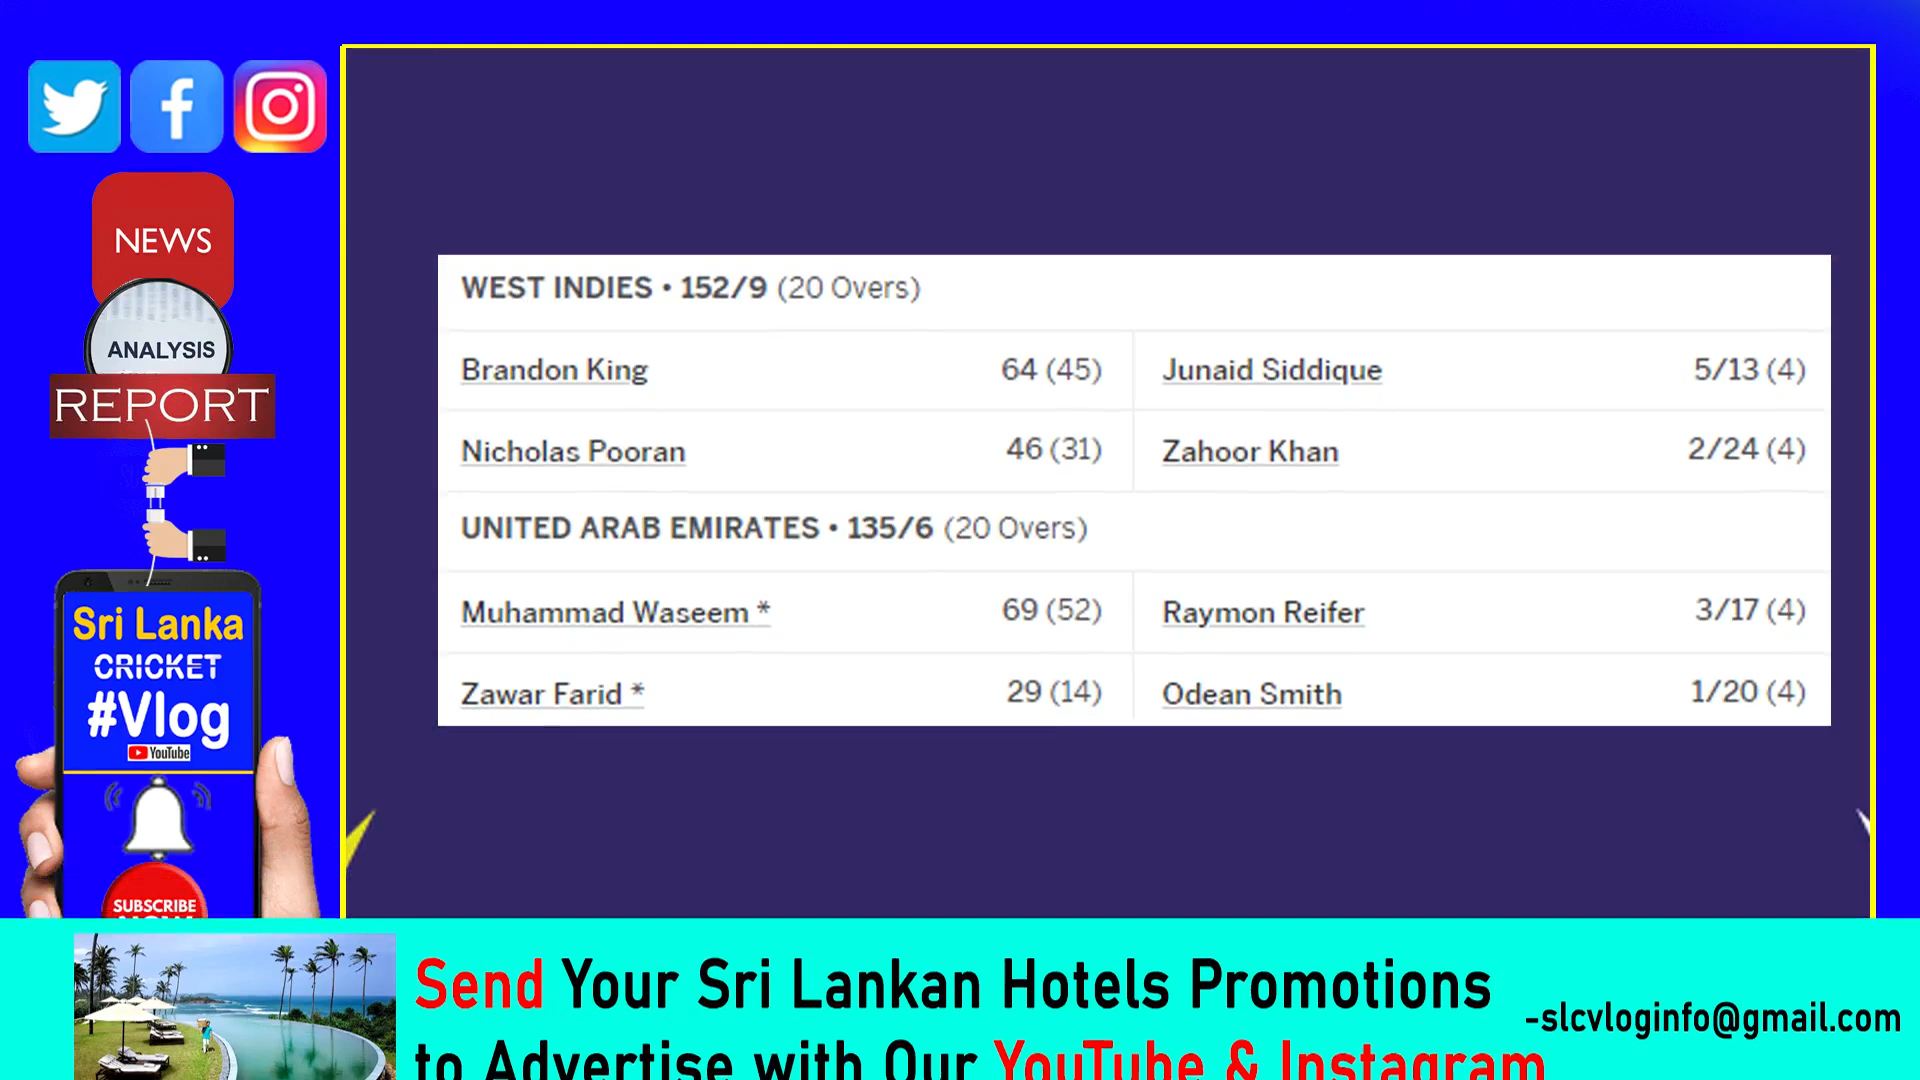 NEWS
ANALYSIS
REPORT
Sri Lanka
CRICKET
#Vlog
YouTube
SUBSCRIBE
WEST INDIES • 152/9 (20 Overs)
Brandon King 64 (45) Junaid Siddique 5/13 (4)
Nicholas Pooran 46 (31) Zahoor Khan 2/24 (4)
UNITED ARAB EMIRATES • 135/6 (20 Overs)
Muhammad Waseem * 69 (52) Raymon Reifer 3/17 (4)
Zawar Farid * 29 (14) Odean Smith 1/20 (4)
Send Your Sri Lankan Hotels Promotions
to Advertise with Our YouTube & Instagram
-slcvloginfo@gmail.com